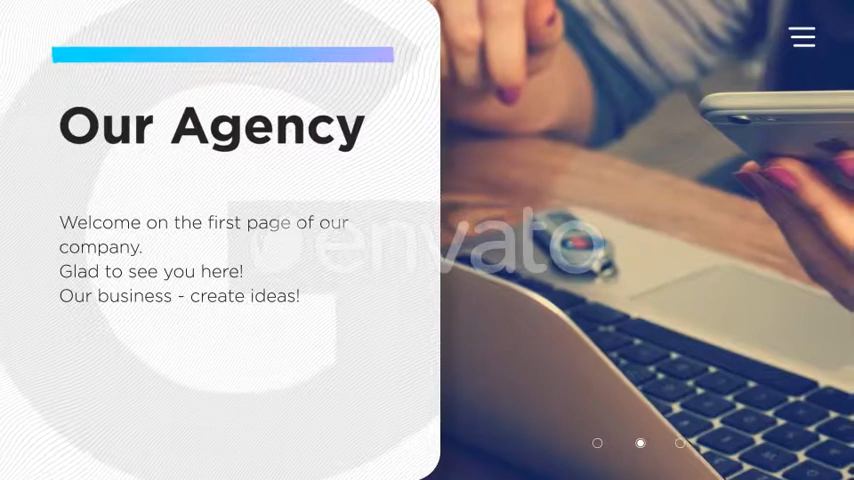 Our Agency
Welcome on the first page of our
company.
Glad to see you here!
Our business - create ideas!
envato